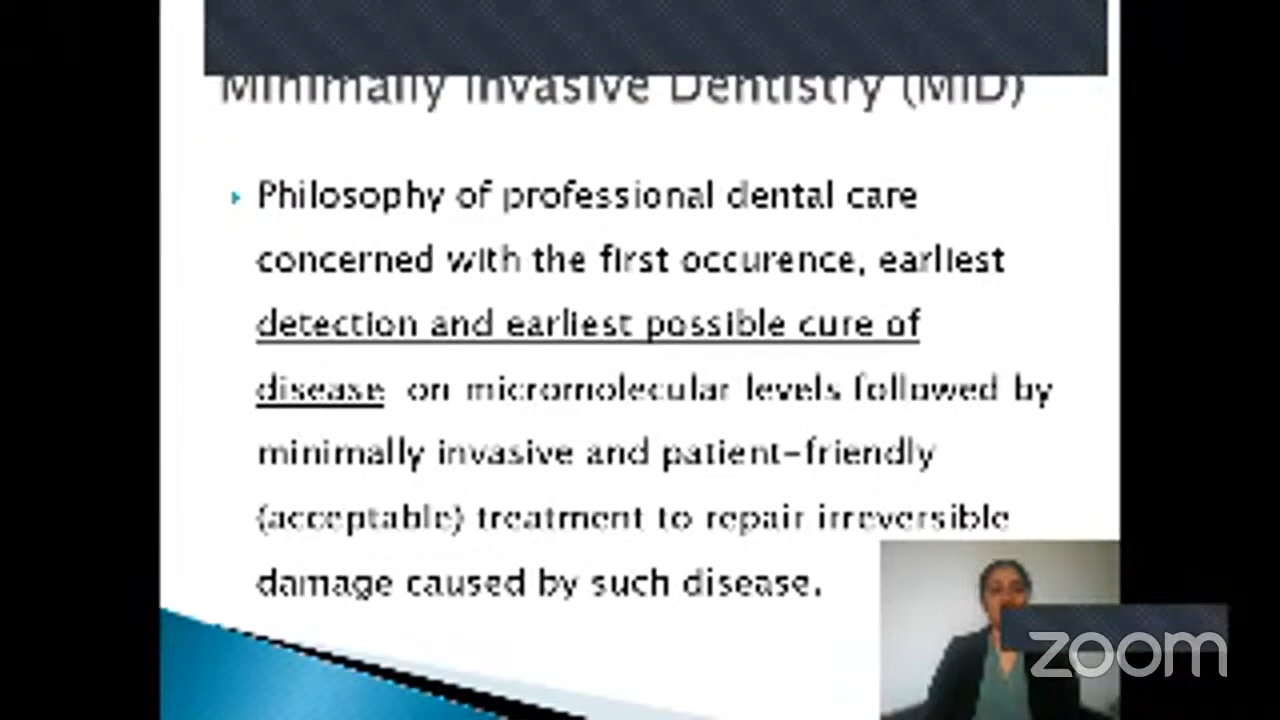 Minimally Invasive Dentistry (MID)
Philosophy of professional dental care
concerned with the first occurence, earliest
detection and earliest possible cure of
disease on micromolecular levels followed by
minimally invasive and patient-friendly
(acceptable) treatment to repair irreversible
damage caused by such disease.
zoom